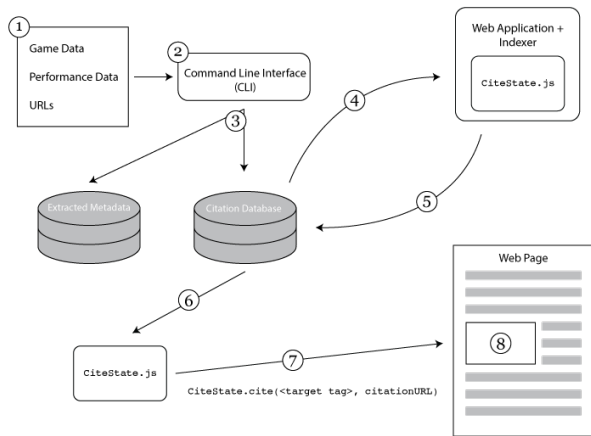 1
Game Data
Performance Data
URLs
2
Command Line Interface
(CLI)
3
4
Web Application +
Indexer
CiteState.js
Extracted Metadata
Citation Database
5
6
Web Page
8
CiteState.js
7
CiteState.cite(<target tag>, citationURL)